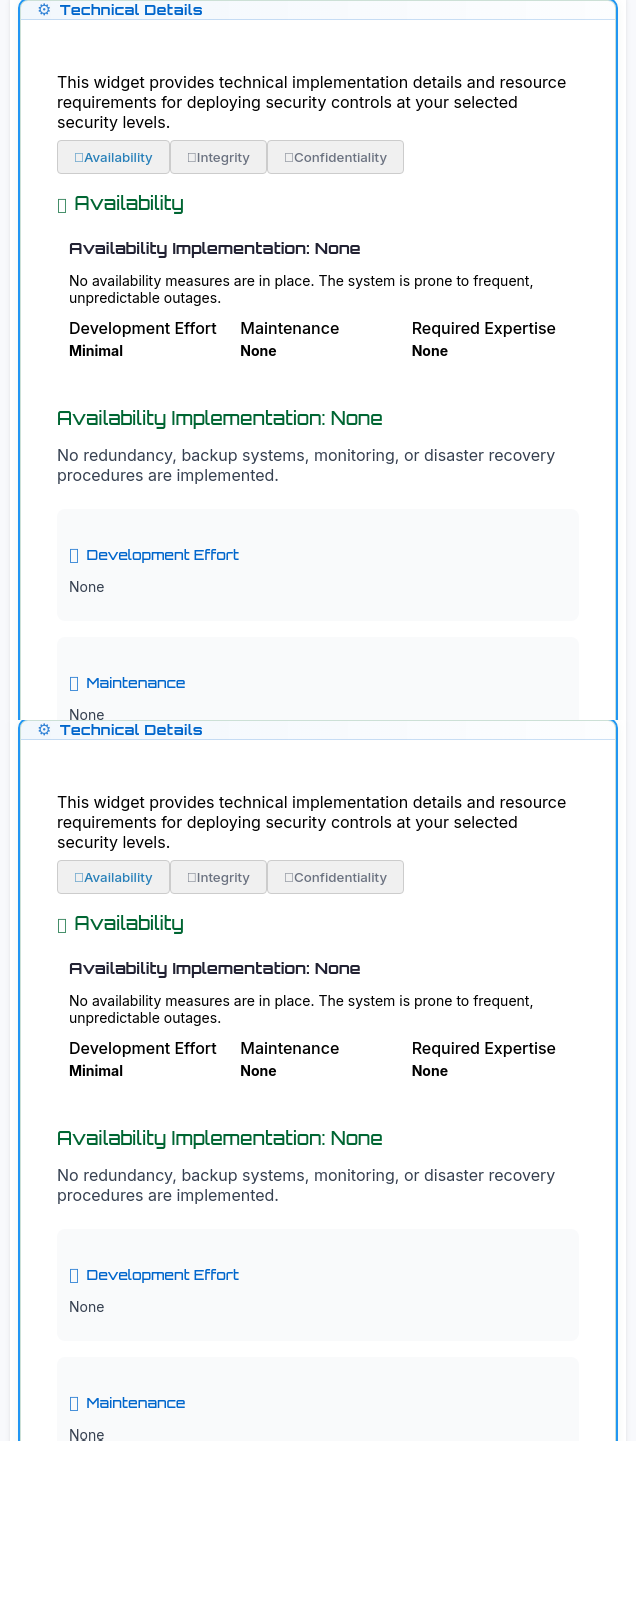 ⚙ Technical Details
This widget provides technical implementation details and resource
requirements for deploying security controls at your selected
security levels.
Availability Integrity Confidentiality
Availability
Availability Implementation: None
No availability measures are in place. The system is prone to frequent,
unpredictable outages.
Development Effort Maintenance Required Expertise
Minimal None None
Availability Implementation: None
No redundancy, backup systems, monitoring, or disaster recovery
procedures are implemented.
Development Effort
None
Maintenance
None
⚙ Technical Details
This widget provides technical implementation details and resource
requirements for deploying security controls at your selected
security levels.
Availability Integrity Confidentiality
Availability
Availability Implementation: None
No availability measures are in place. The system is prone to frequent,
unpredictable outages.
Development Effort Maintenance Required Expertise
Minimal None None
Availability Implementation: None
No redundancy, backup systems, monitoring, or disaster recovery
procedures are implemented.
Development Effort
None
Maintenance
None